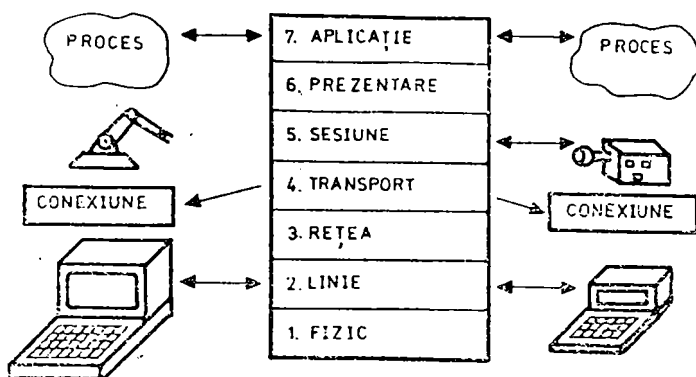 PROCES
7. APLICAȚIE
PROCES
6. PREZENTARE
5. SESIUNE
4. TRANSPORT
CONEXIUNE
CONEXIUNE
3. REȚEA
2. LINIE
1. FIZIC